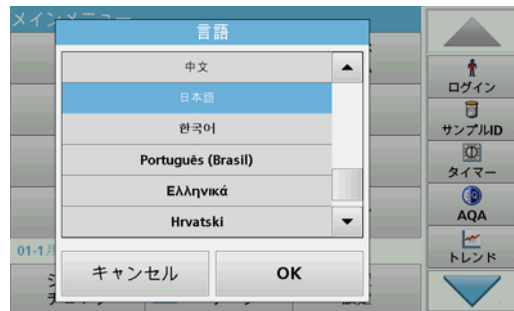 メインメニュー
言語
中文
日本語
한국어
Português (Brasil)
Ελληνικά
Hrvatski
キャンセル
OK
01-1月
ログイン
サンプルID
タイマー
AQA
トレンド